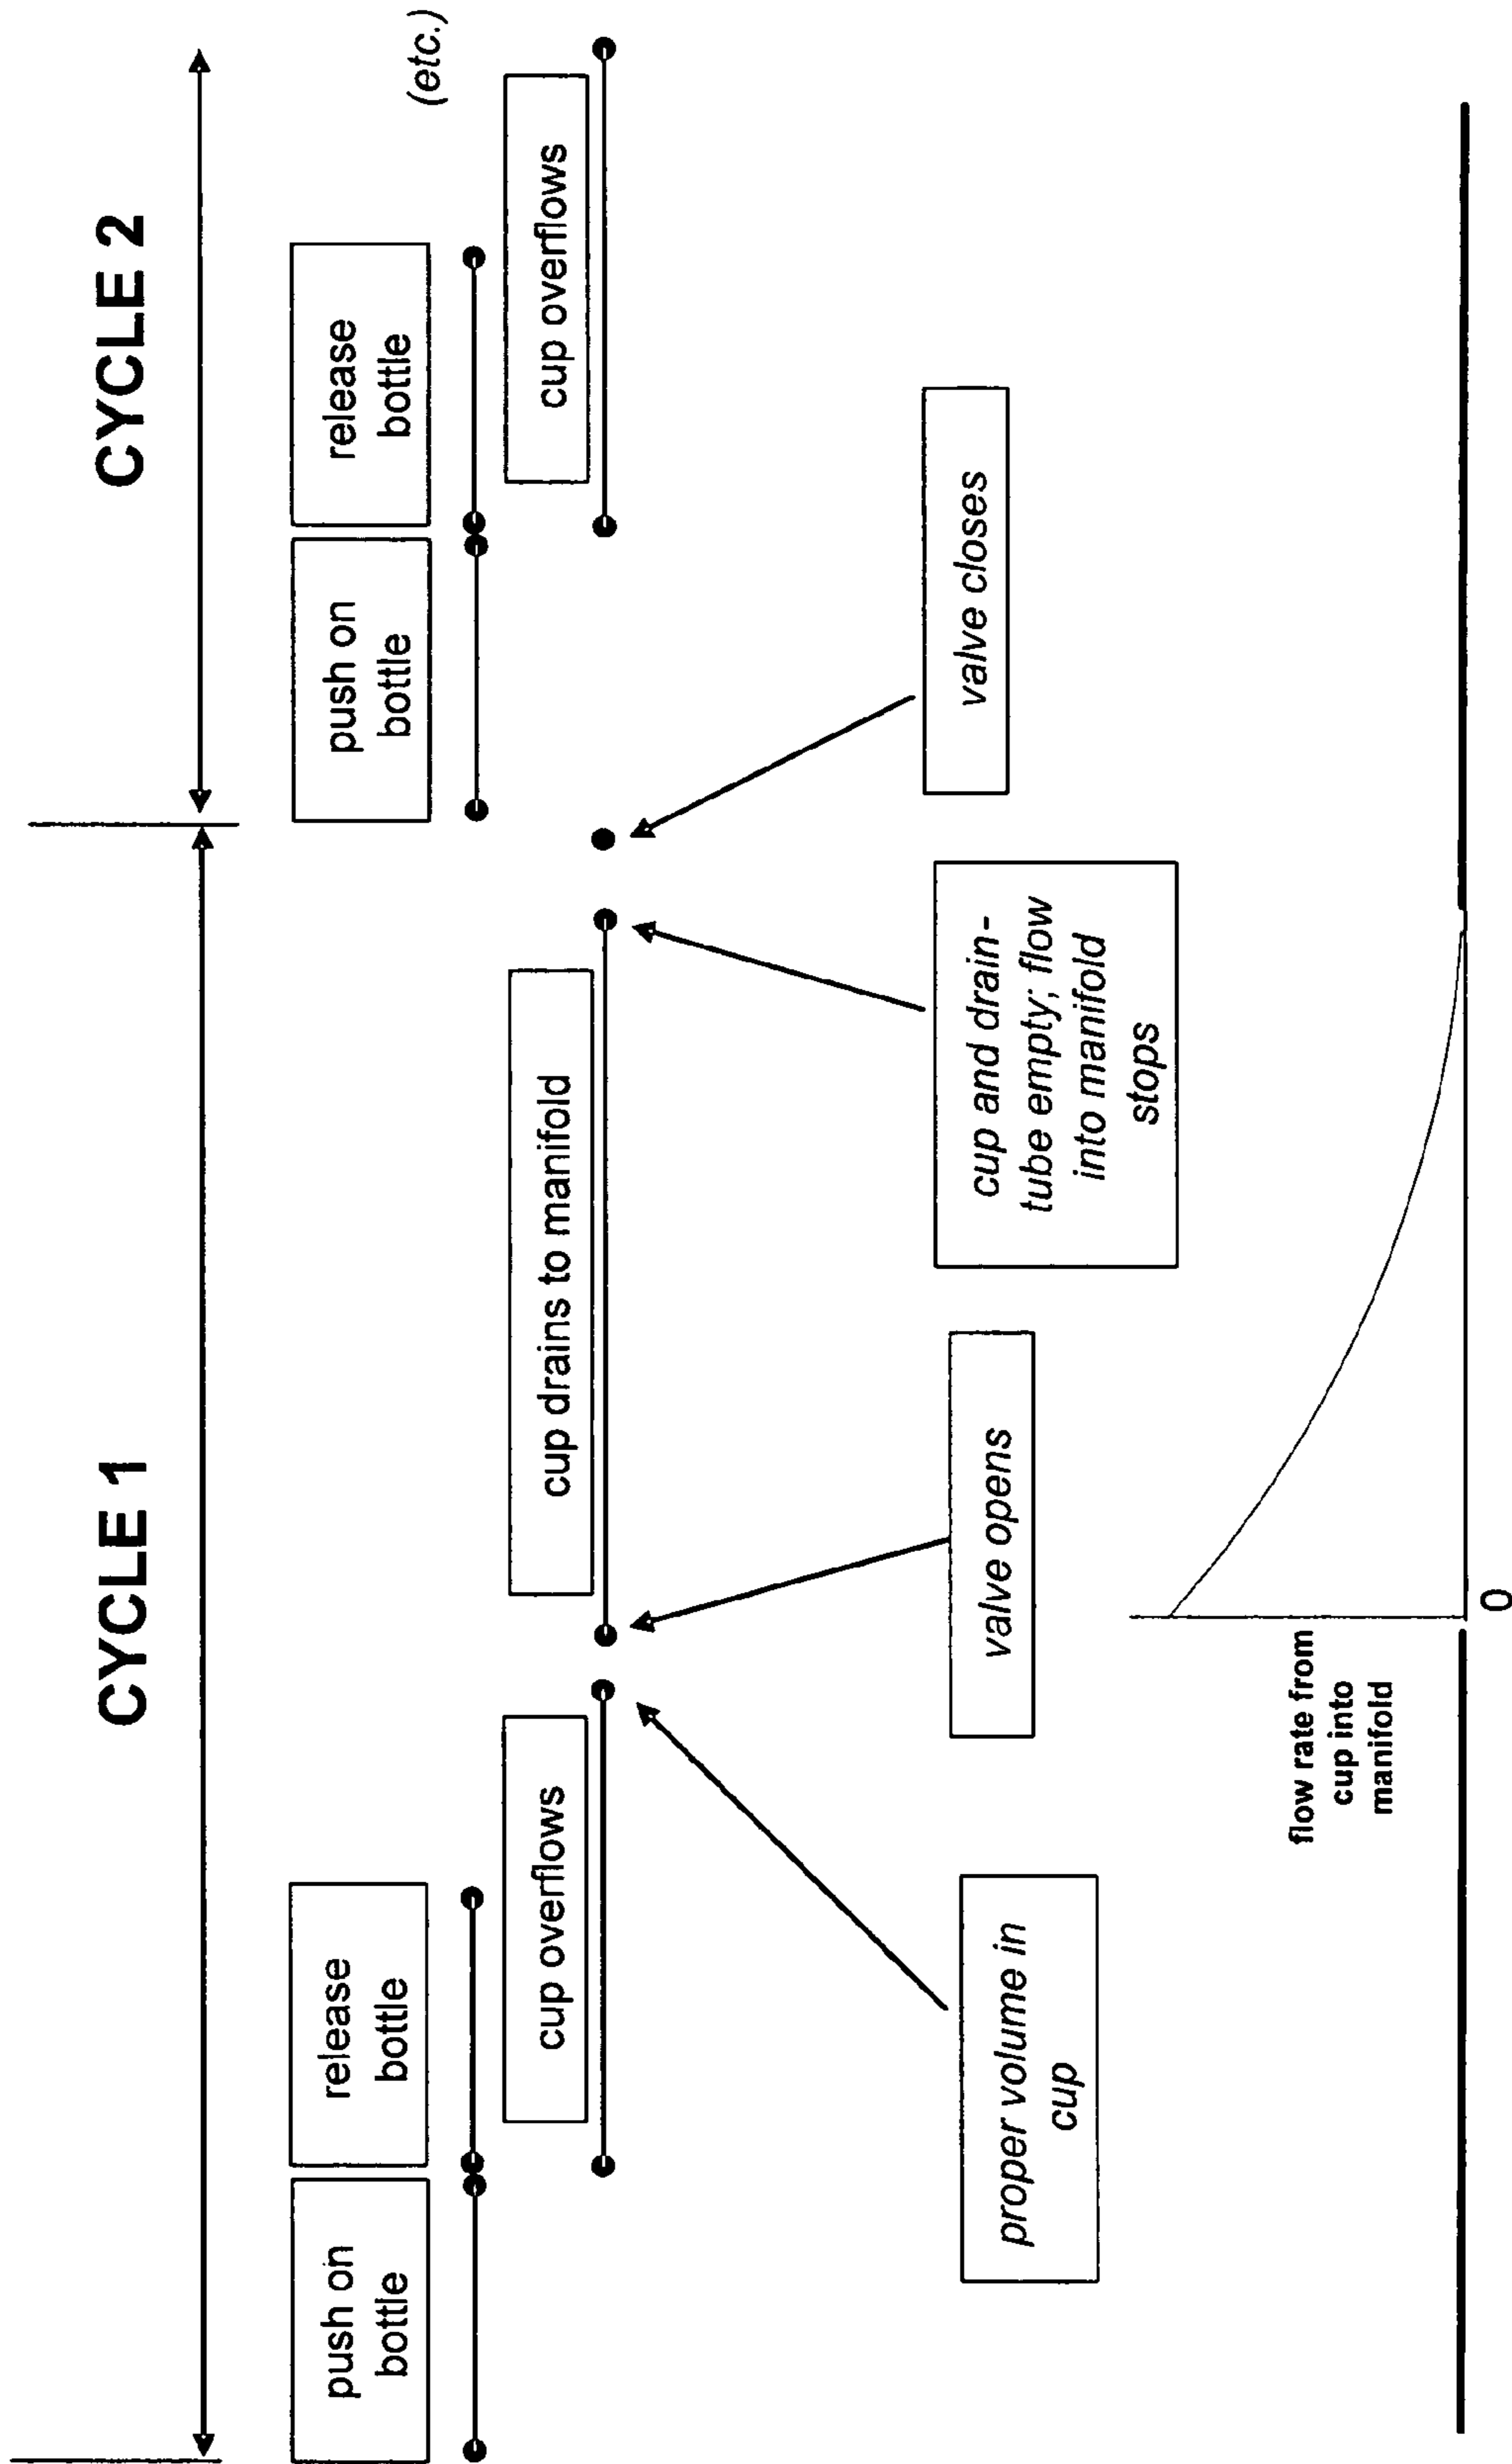 CYCLE 1
CYCLE 2
push on
bottle
release
bottle
push on
bottle
release
bottle
(etc.)
cup overflows
cup drains to manifold
cup overflows
proper volume in
cup
valve opens
cup and drain-
tube empty; flow
into manifold
stops
valve closes
flow rate from
cup into
manifold
0